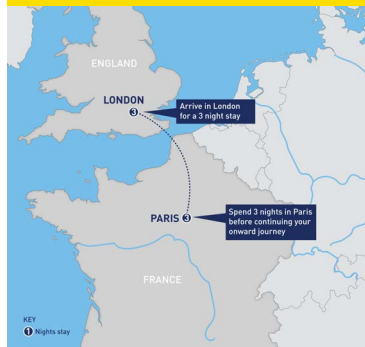 ENGLAND
LONDON
3
Arrive in London
for a 3 night stay
PARIS 3
Spend 3 nights in Paris
before continuing your
onward journey
FRANCE
KEY
1 Nights stay